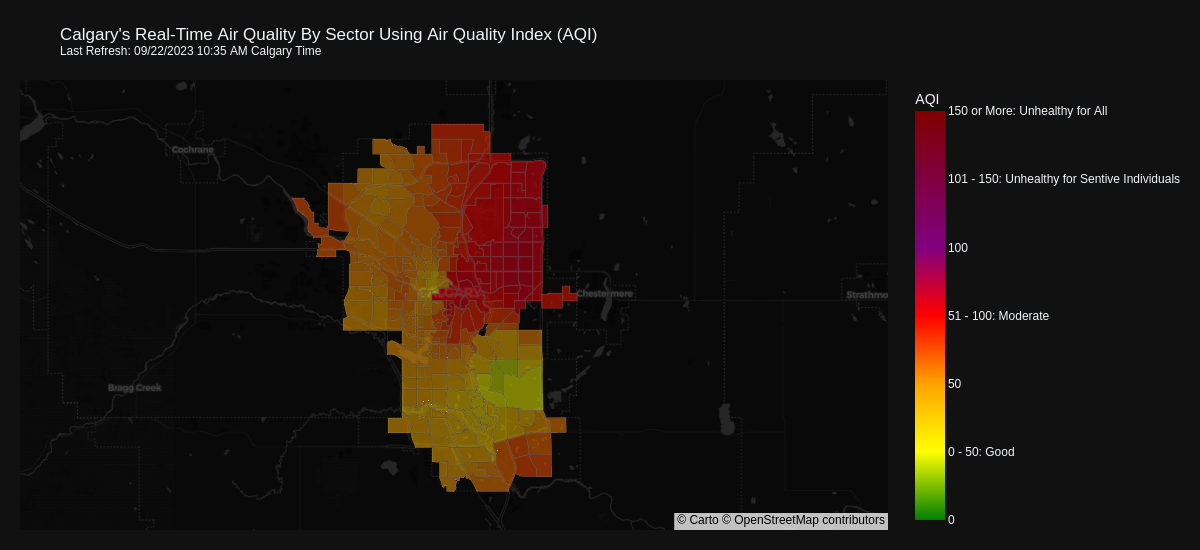 Calgary's Real-Time Air Quality By Sector Using Air Quality Index (AQI)
Last Refresh: 09/22/2023 10:35 AM Calgary Time
AQI
150 or More: Unhealthy for All
Cochrane
101 - 150: Unhealthy for Sentive Individuals
100
Chestermere
Strathmo
51 - 100: Moderate
50
Bragg Creek
0 - 50: Good
0
© Carto © OpenStreetMap contributors